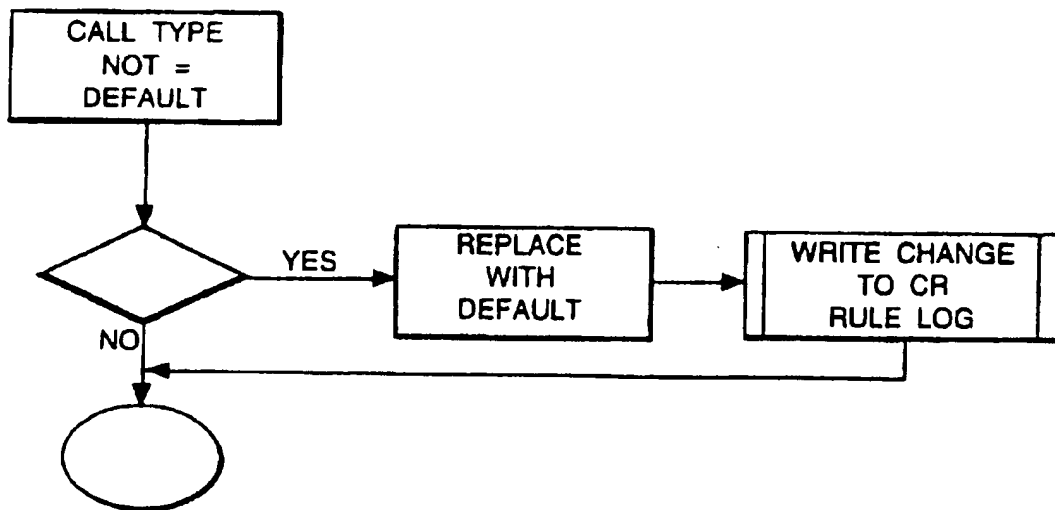 CALL TYPE
NOT =
DEFAULT
YES
REPLACE
WITH
DEFAULT
WRITE CHANGE
TO CR
RULE LOG
NO